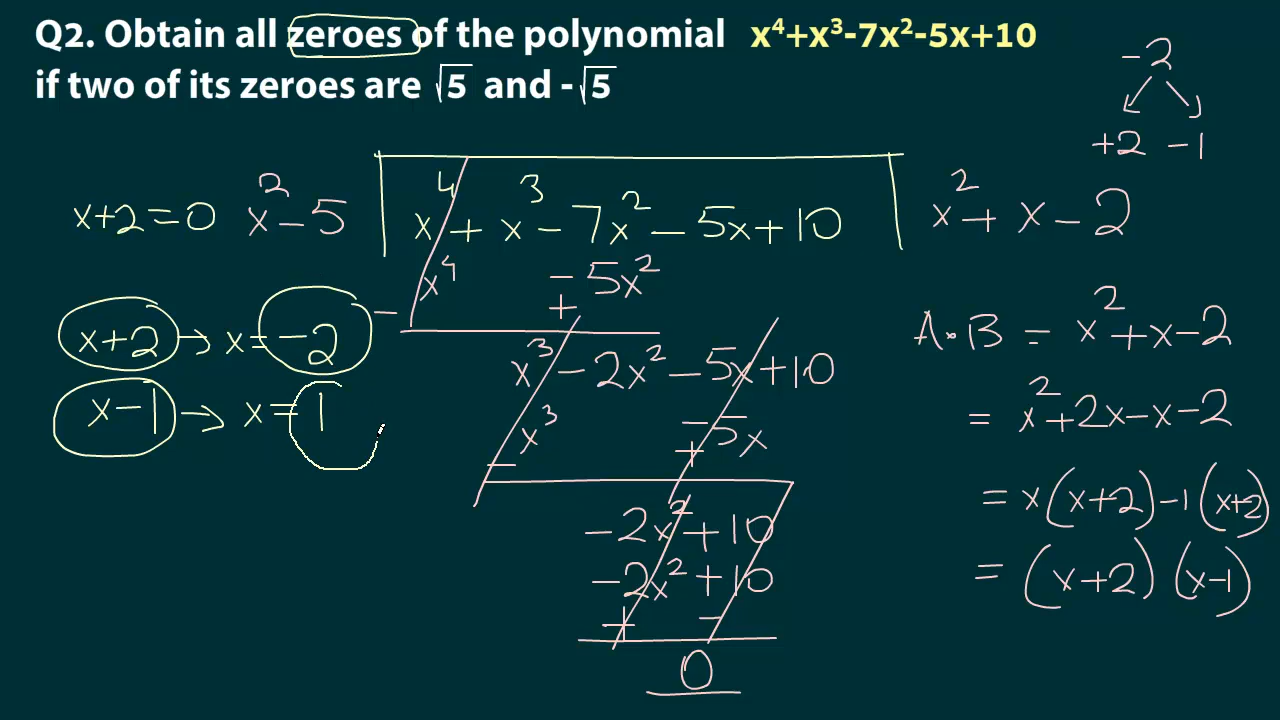 Q2. Obtain all zeroes of the polynomial x⁴+x³-7x²-5x+10
if two of its zeroes are √5 and -√5
-2
+2 -1
x+2=0 x²-5 x⁴+x³-7x²-5x+10 x²+x-2
x⁴ -5x²
- +
x+2 → x=-2
x³-2x²-5x+10
A·B = x²+x-2
x-1 → x=1
x³ -5x
- +
= x²+2x-x-2
-2x²+10
= x(x+2)-1(x+2)
-2x²+10
+ -
= (x+2)(x-1)
0